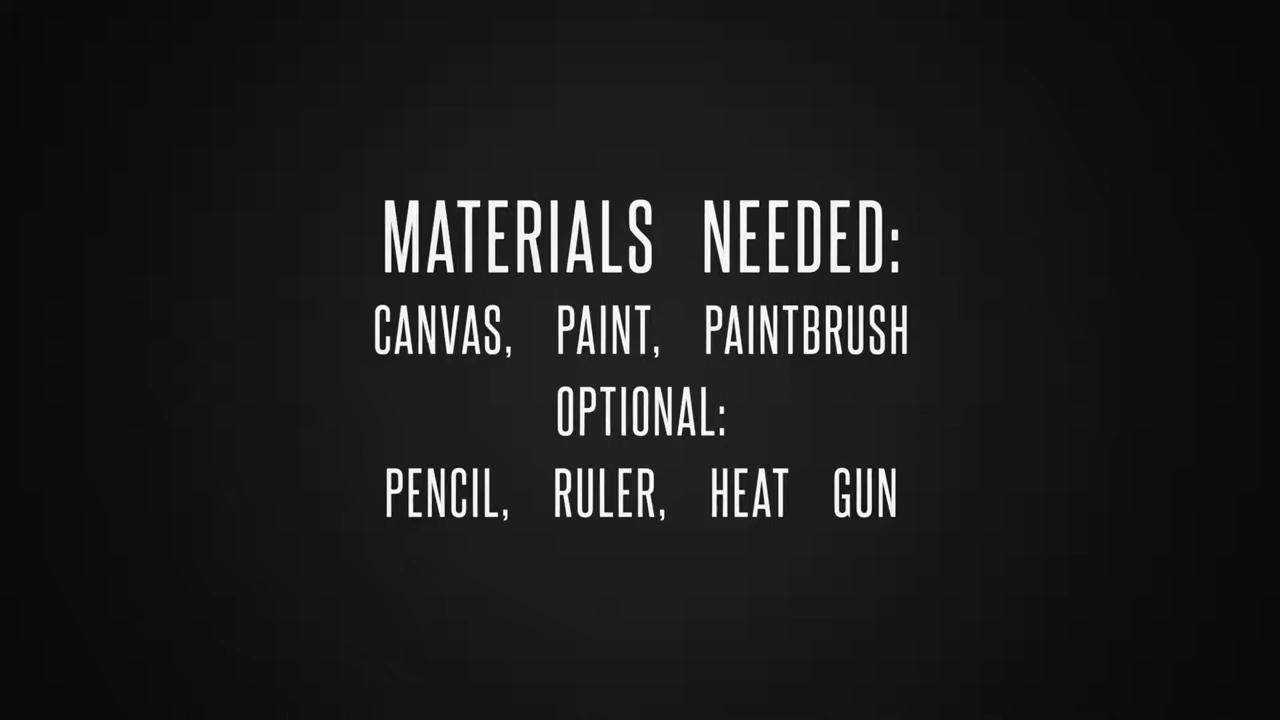 MATERIALS NEEDED:
CANVAS, PAINT, PAINTBRUSH
OPTIONAL:
PENCIL, RULER, HEAT GUN